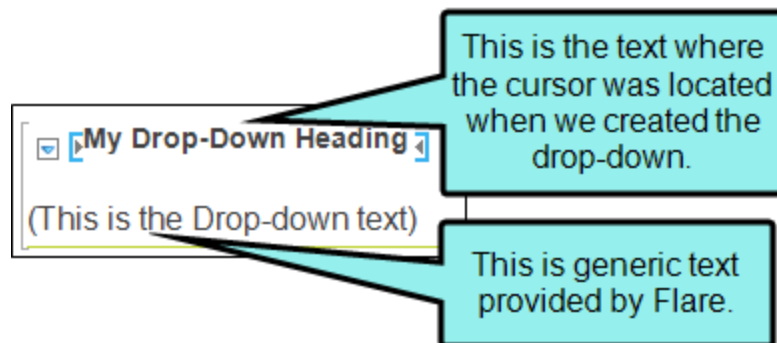 This is the text where
the cursor was located
when we created the
drop-down.
My Drop-Down Heading
(This is the Drop-down text)
This is generic text
provided by Flare.